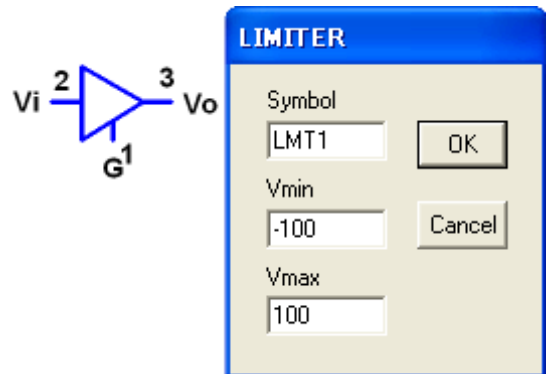 Vi 2 3 Vo
G 1
LIMITER
Symbol
LMT1
OK
Vmin
-100
Cancel
Vmax
100